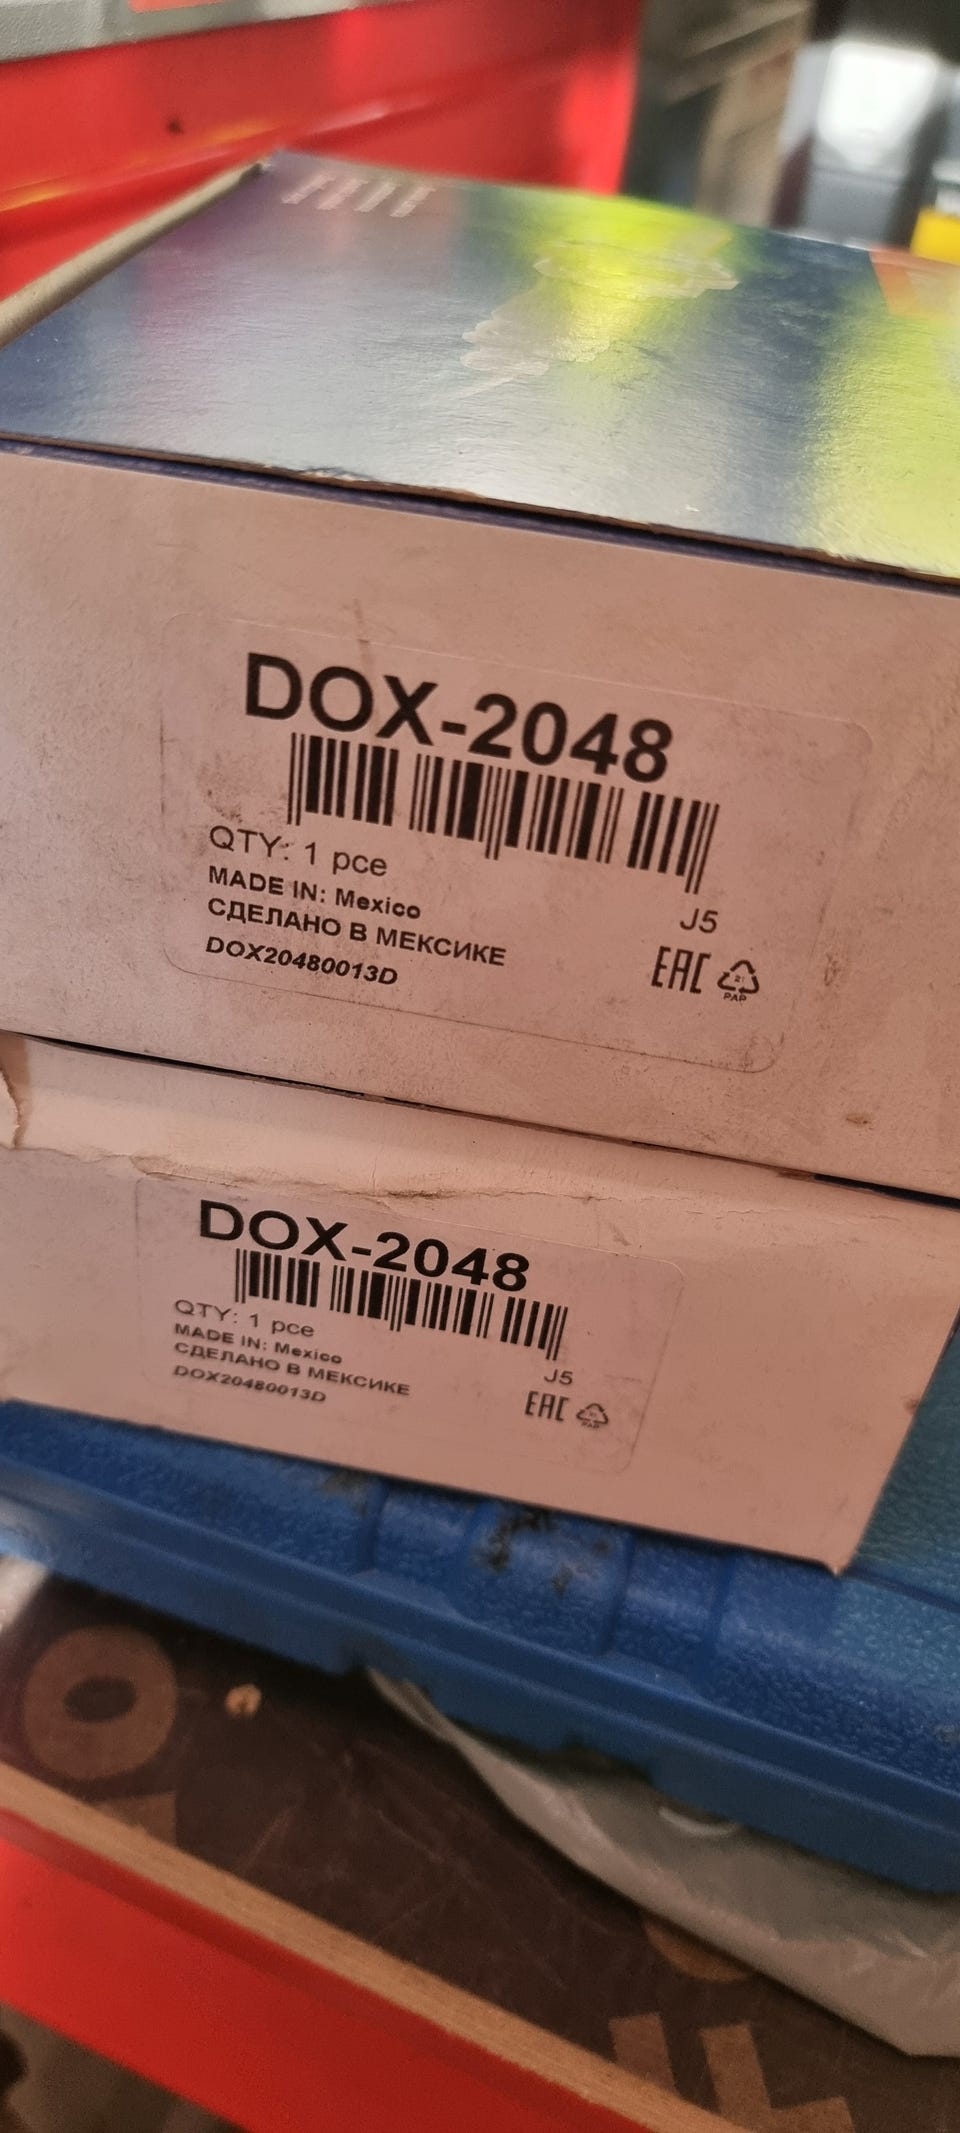 DOX-2048
QTY: 1 pce
MADE IN: Mexico
СДЕЛАНО В МЕКСИКЕ
DOX20480013D
J5
EAC
21
PAP
DOX-2048
QTY: 1 pce
MADE IN: Mexico
СДЕЛАНО В МЕКСИКЕ
DOX20480013D
J5
EAC
PAP